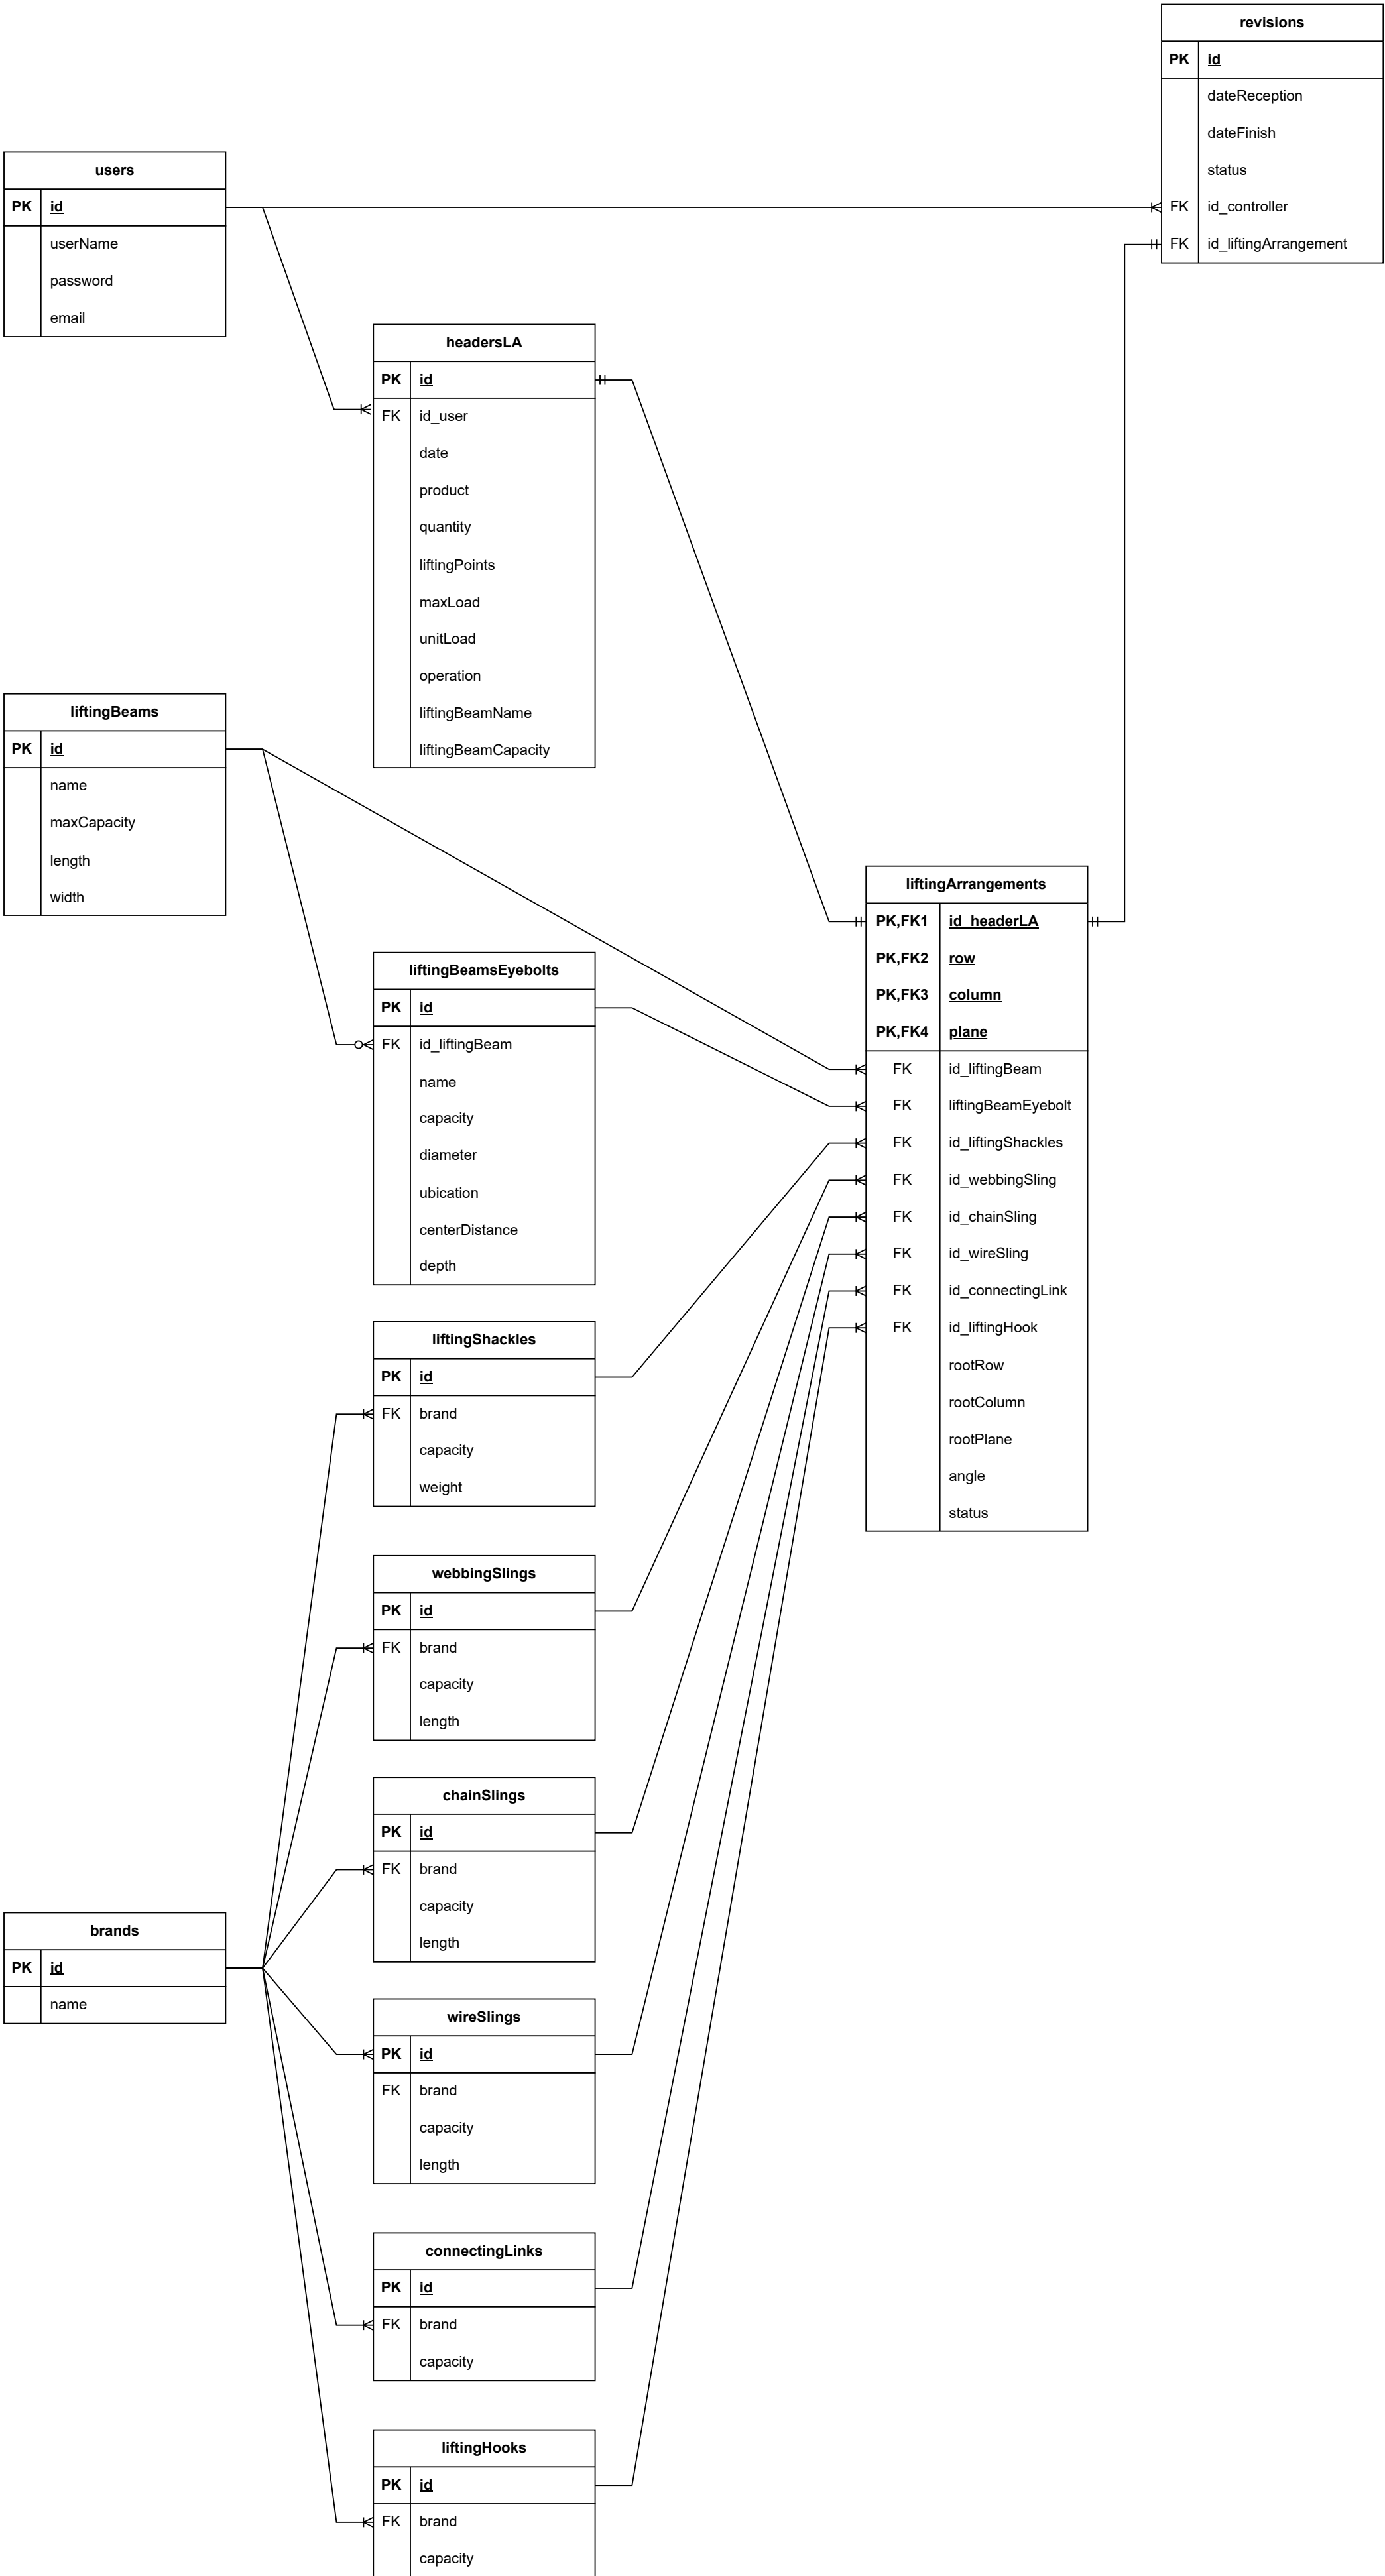 revisions
PK id
dateReception
dateFinish
status
FK id_controller
FK id_liftingArrangement
users
PK id
userName
password
email
headersLA
PK id
FK id_user
date
product
quantity
liftingPoints
maxLoad
unitLoad
operation
liftingBeamName
liftingBeamCapacity
liftingBeams
PK id
name
maxCapacity
length
width
liftingArrangements
PK,FK1 id_headerLA
PK,FK2 row
PK,FK3 column
PK,FK4 plane
FK id_liftingBeam
FK liftingBeamEyebolt
FK id_liftingShackles
FK id_webbingSling
FK id_chainSling
FK id_wireSling
FK id_connectingLink
FK id_liftingHook
rootRow
rootColumn
rootPlane
angle
status
liftingBeamsEyebolts
PK id
FK id_liftingBeam
name
capacity
diameter
ubication
centerDistance
depth
liftingShackles
PK id
FK brand
capacity
weight
webbingSlings
PK id
FK brand
capacity
length
chainSlings
PK id
FK brand
capacity
length
brands
PK id
name
wireSlings
PK id
FK brand
capacity
length
connectingLinks
PK id
FK brand
capacity
liftingHooks
PK id
FK brand
capacity